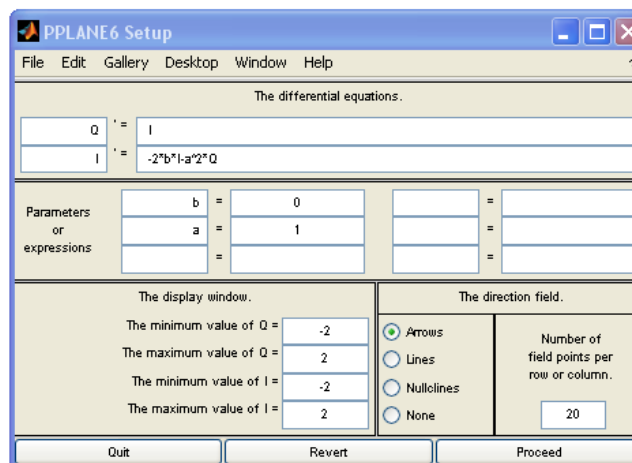 PPLANE6 Setup
File Edit Gallery Desktop Window Help
The differential equations.
Q ' = I
I ' = -2*b*I-a^2*Q
Parameters
or
expressions
b = 0 =
a = 1 =
= =
The display window.
The minimum value of Q = -2
The maximum value of Q = 2
The minimum value of I = -2
The maximum value of I = 2
The direction field.
Arrows
Lines
Nullclines
None
Number of
field points per
row or column.
20
Quit Revert Proceed